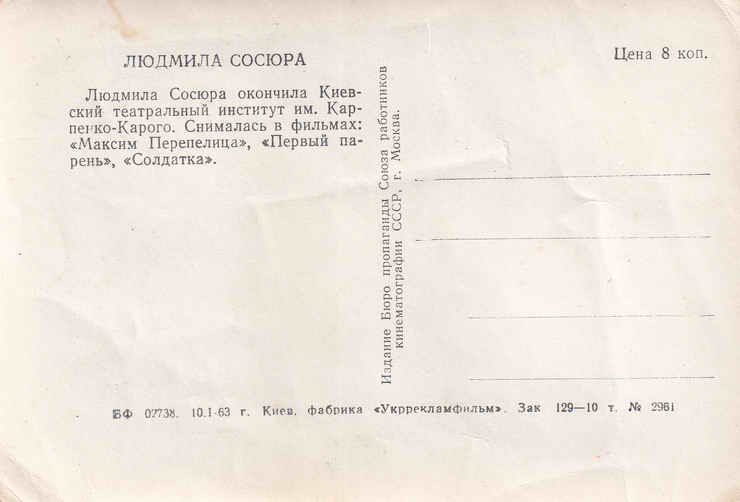 ЛЮДМИЛА СОСЮРА
Людмила Сосюра окончила Киев-
ский театральный институт им. Кар-
пенко-Карого. Снималась в фильмах:
«Максим Перепелица», «Первый па-
рень», «Солдатка».
Издание Бюро пропаганды Союза работников
кинематографии СССР, г. Москва.
Цена 8 коп.
БФ 02738. 10.1-63 г. Киев, фабрика «Укррекламфильм». Зак 129—10 т. № 2961